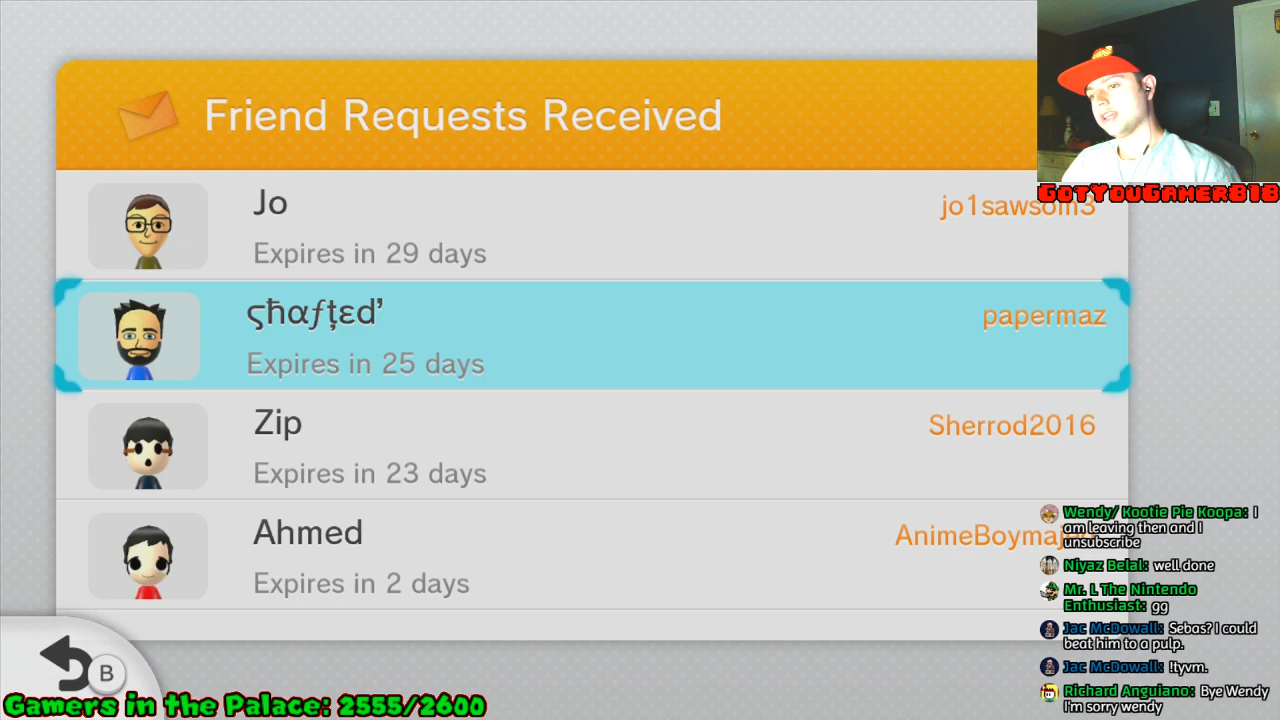 Friend Requests Received
GotYouGamer818
Jo
jo1sawsom3
Expires in 29 days
ςħαƒţεd'
papermaz
Expires in 25 days
Zip
Sherrod2016
Expires in 23 days
Ahmed
Expires in 2 days
B
Wendy/ Kootie Pie Koopa: I
am leaving then and I
unsubscribe
Niyaz Belal: well done
Mr. L The Nintendo
Enthusiast: gg
Jac McDowall: Sebas? I could
beat him to a pulp.
Jac McDowall: !tyvm.
Richard Anguiano: Bye Wendy
I'm sorry wendy
Gamers in the Palace: 2555/2600